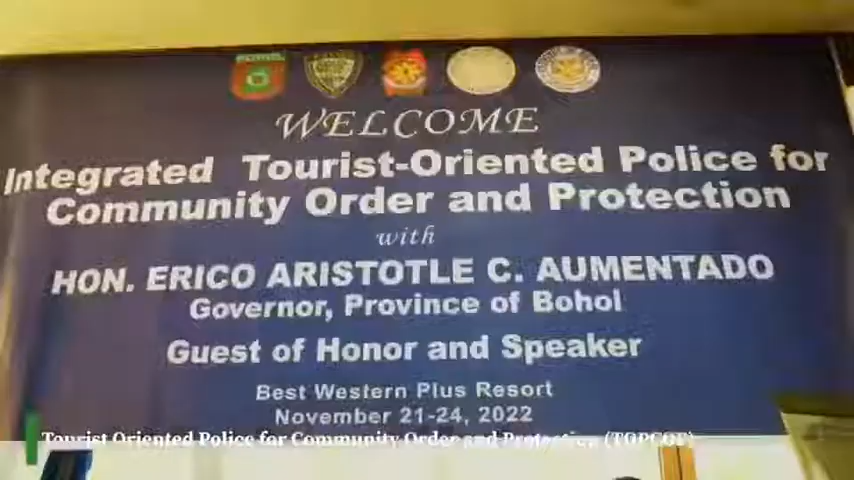 WELCOME
Integrated Tourist-Oriented Police for
Community Order and Protection
with
HON. ERICO ARISTOTLE C. AUMENTADO
Governor, Province of Bohol
Guest of Honor and Speaker
Best Western Plus Resort
November 21-24, 2022
Tourist Oriented Police for Community Order and Protection (TOPCOP)